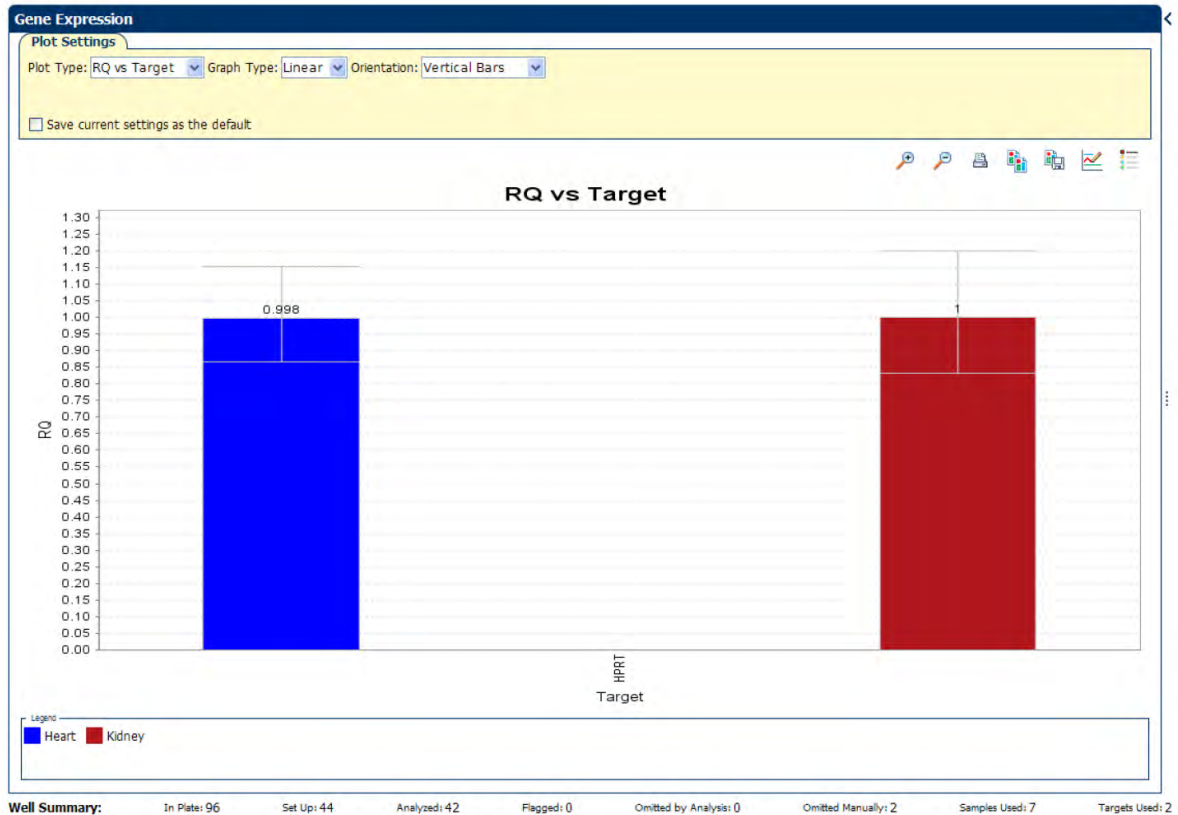 Gene Expression
Plot Settings
Plot Type: RQ vs Target Graph Type: Linear Orientation: Vertical Bars
Save current settings as the default
RQ vs Target
1.30
1.25
1.20
1.15
1.10
1.05
1.00
0.95
0.90
0.85
0.80
0.75
0.70
0.65
0.60
0.55
0.50
0.45
0.40
0.35
0.30
0.25
0.20
0.15
0.10
0.05
0.00
RQ
0.998
1
HPRT
Target
Legend
Heart Kidney
Well Summary: In Plate: 96 Set Up: 44 Analyzed: 42 Flagged: 0 Omitted by Analysis: 0 Omitted Manually: 2 Samples Used: 7 Targets Used: 2